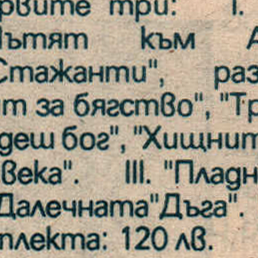 рвите три: I.
Пътят към А
Стажанти", раз
т за бягство", "Тр
деш бог", "Хищният
века". III. "Пладн
Далечната "Дъга".
плекта: 120 лв.